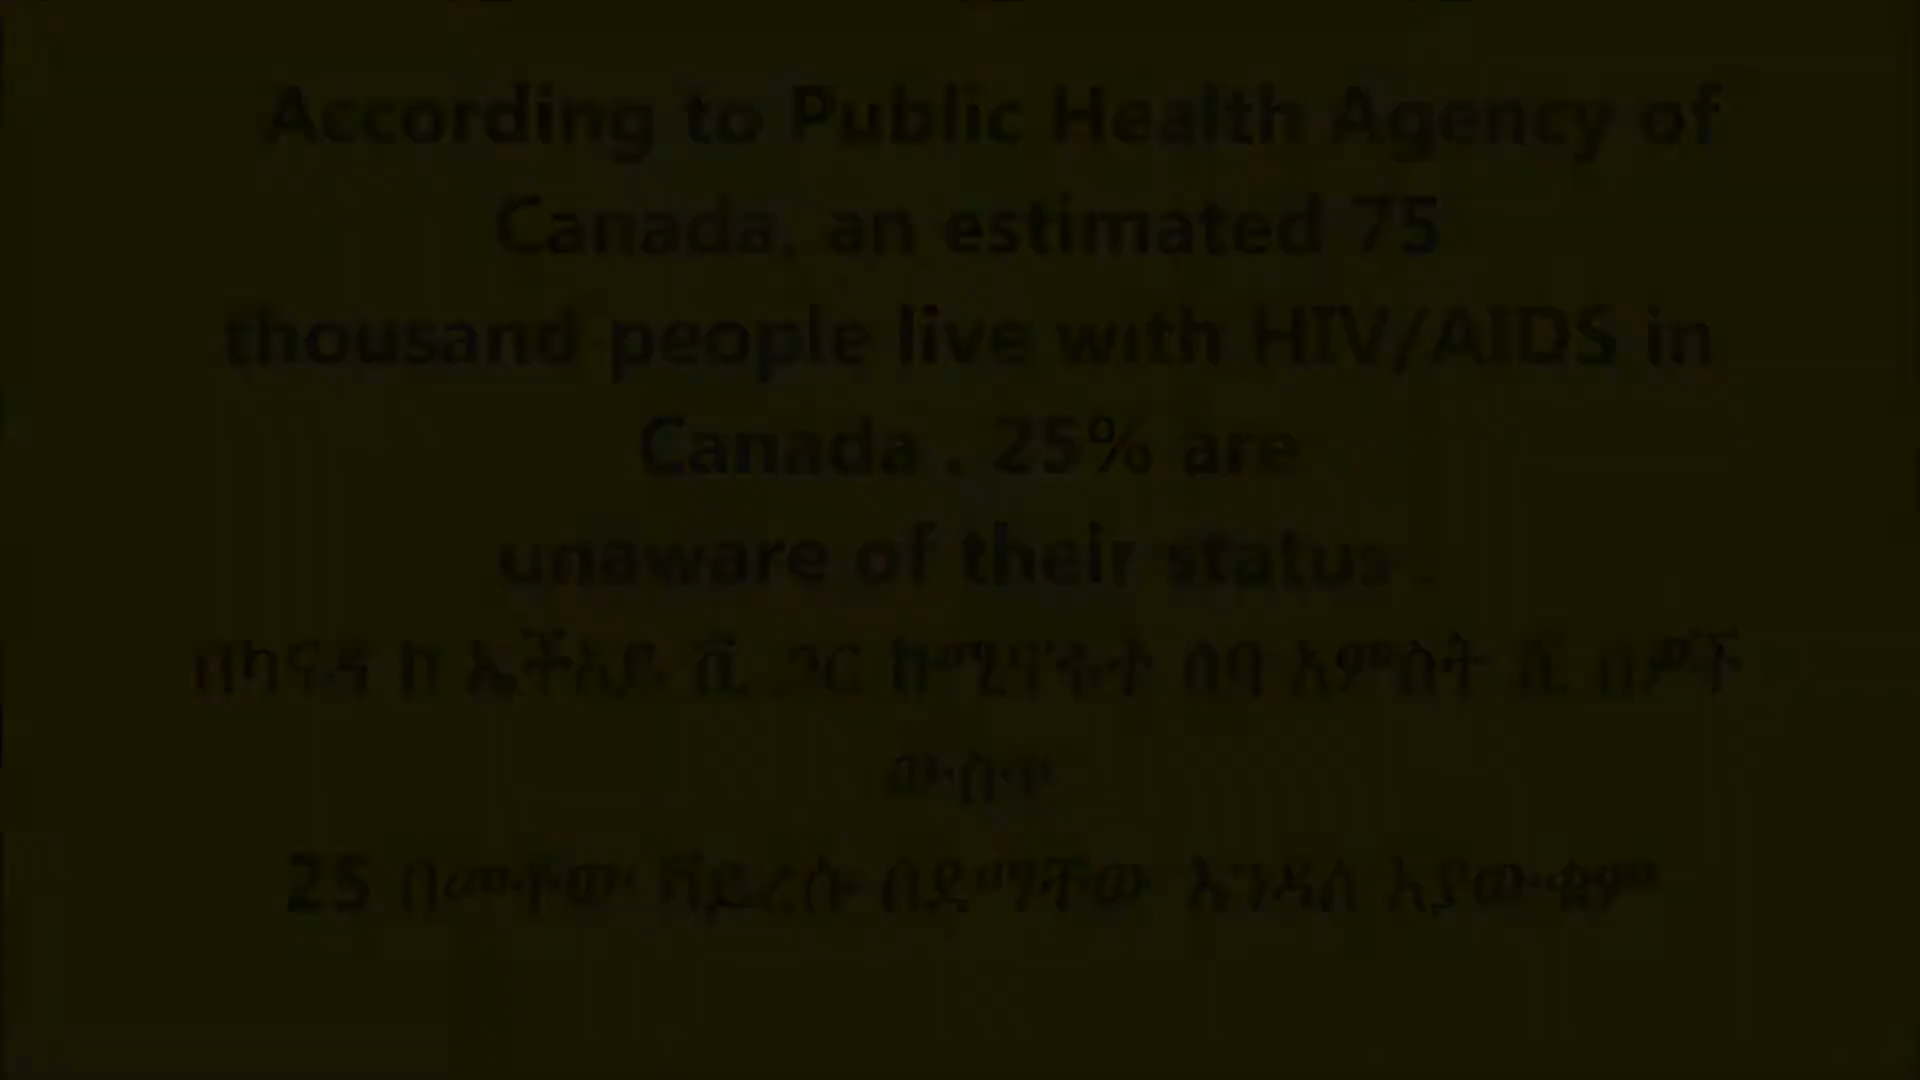 According to Public Health Agency of
Canada, an estimated 75
thousand people live with HIV/AIDS in
Canada . 25% are
unaware of their status .
በካናዳ ከ ኤችአይ ቪ ጋር ከሚኖሩት ሰባ አምስት ሺ ሰዎች
ውስጥ
25 በመቶው ቫይረሱ በደማቸው እንዳለ አያውቁም